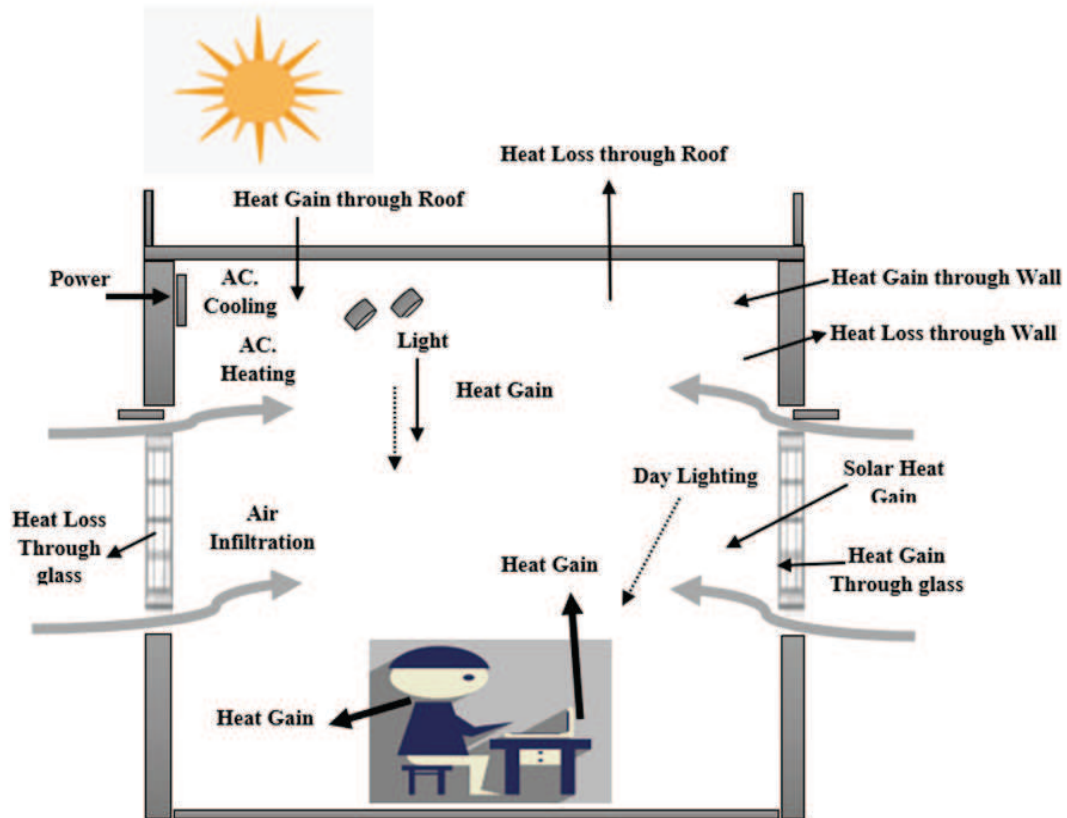 Heat Loss through Roof
Heat Gain through Roof
Power
AC.
Cooling
Heat Gain through Wall
Heat Loss through Wall
Light
AC.
Heating
Heat Gain
Day Lighting
Solar Heat
Gain
Heat Loss
Through
glass
Air
Infiltration
Heat Gain
Heat Gain
Through glass
Heat Gain